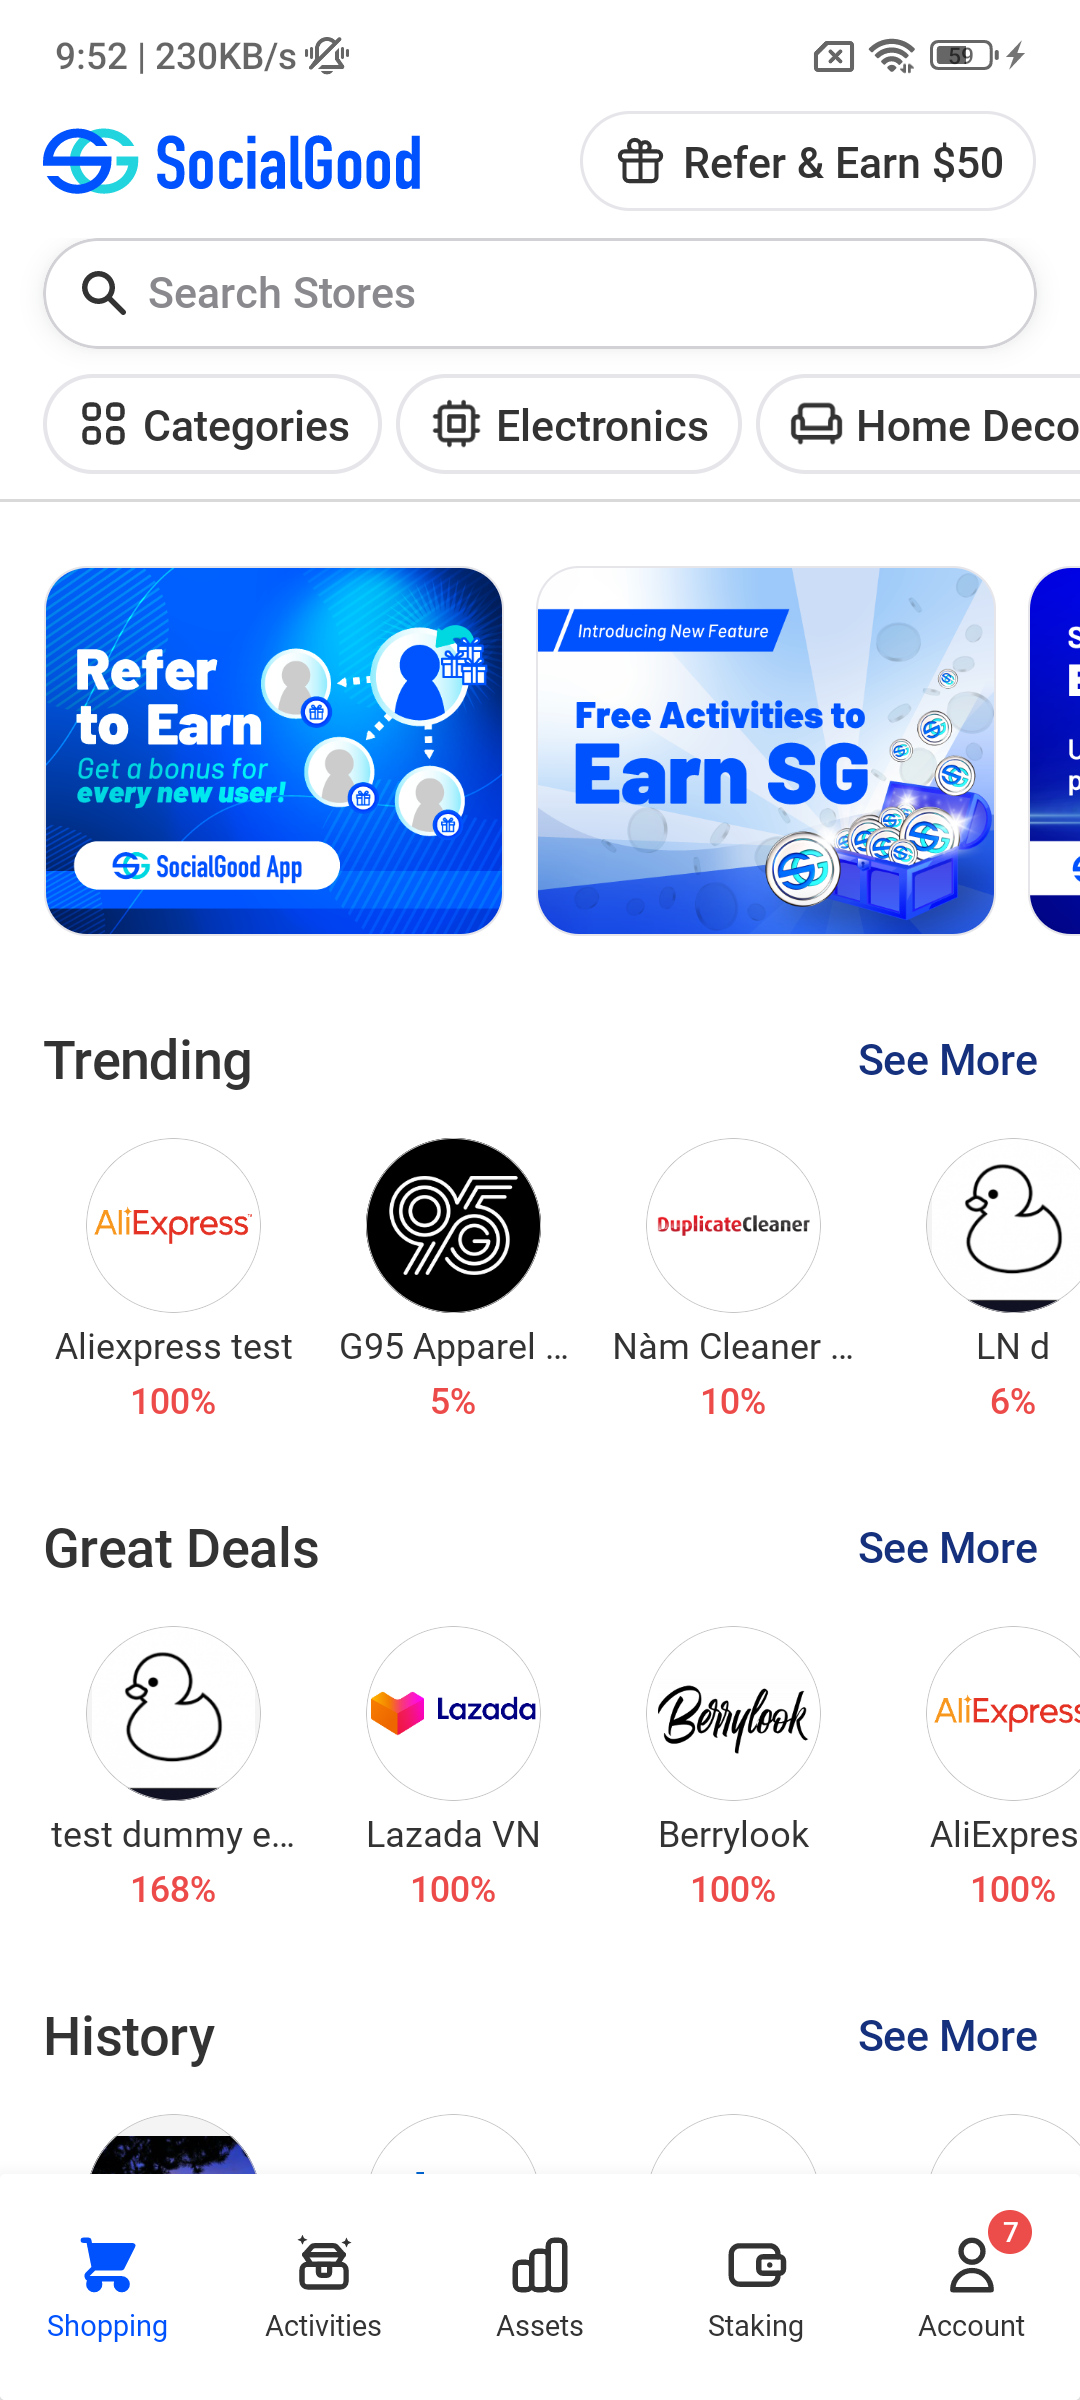 9:52 | 230KB/s
59
SocialGood
Refer & Earn $50
Search Stores
Categories
Electronics
Home Deco
Refer
to Earn
Get a bonus for
every new user!
SocialGood App
Introducing New Feature
Free Activities to
Earn SG
Trending
See More
AliExpress
G95
DuplicateCleaner
Aliexpress test
G95 Apparel ...
Nàm Cleaner ...
LN d
100%
5%
10%
6%
Great Deals
See More
Lazada
Berrylook
AliExpress
test dummy e...
Lazada VN
Berrylook
AliExpres
168%
100%
100%
100%
History
See More
7
Shopping
Activities
Assets
Staking
Account